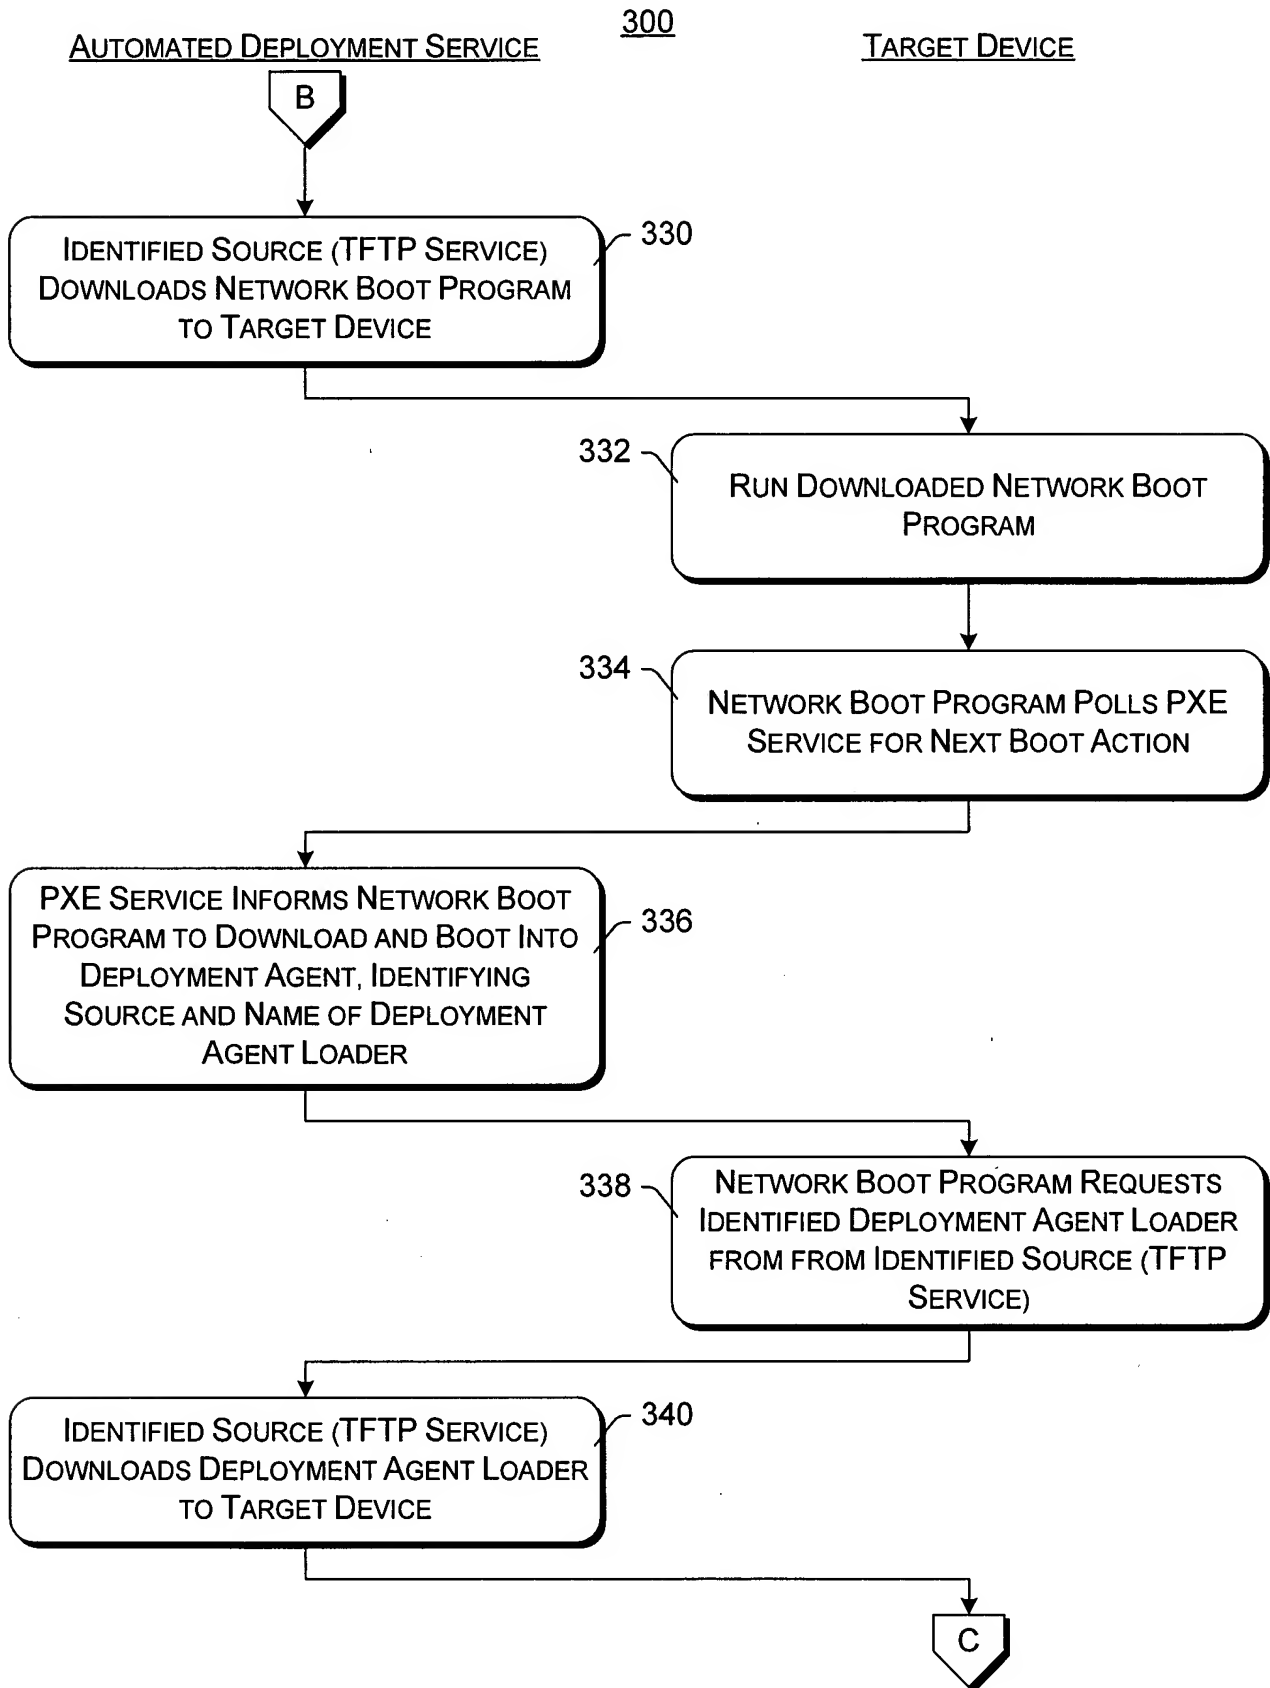 300
AUTOMATED DEPLOYMENT SERVICE
TARGET DEVICE
B
IDENTIFIED SOURCE (TFTP SERVICE)
DOWNLOADS NETWORK BOOT PROGRAM
TO TARGET DEVICE
330
332
RUN DOWNLOADED NETWORK BOOT
PROGRAM
334
NETWORK BOOT PROGRAM POLLS PXE
SERVICE FOR NEXT BOOT ACTION
PXE SERVICE INFORMS NETWORK BOOT
PROGRAM TO DOWNLOAD AND BOOT INTO
DEPLOYMENT AGENT, IDENTIFYING
SOURCE AND NAME OF DEPLOYMENT
AGENT LOADER
336
338
NETWORK BOOT PROGRAM REQUESTS
IDENTIFIED DEPLOYMENT AGENT LOADER
FROM FROM IDENTIFIED SOURCE (TFTP
SERVICE)
IDENTIFIED SOURCE (TFTP SERVICE)
DOWNLOADS DEPLOYMENT AGENT LOADER
TO TARGET DEVICE
340
C